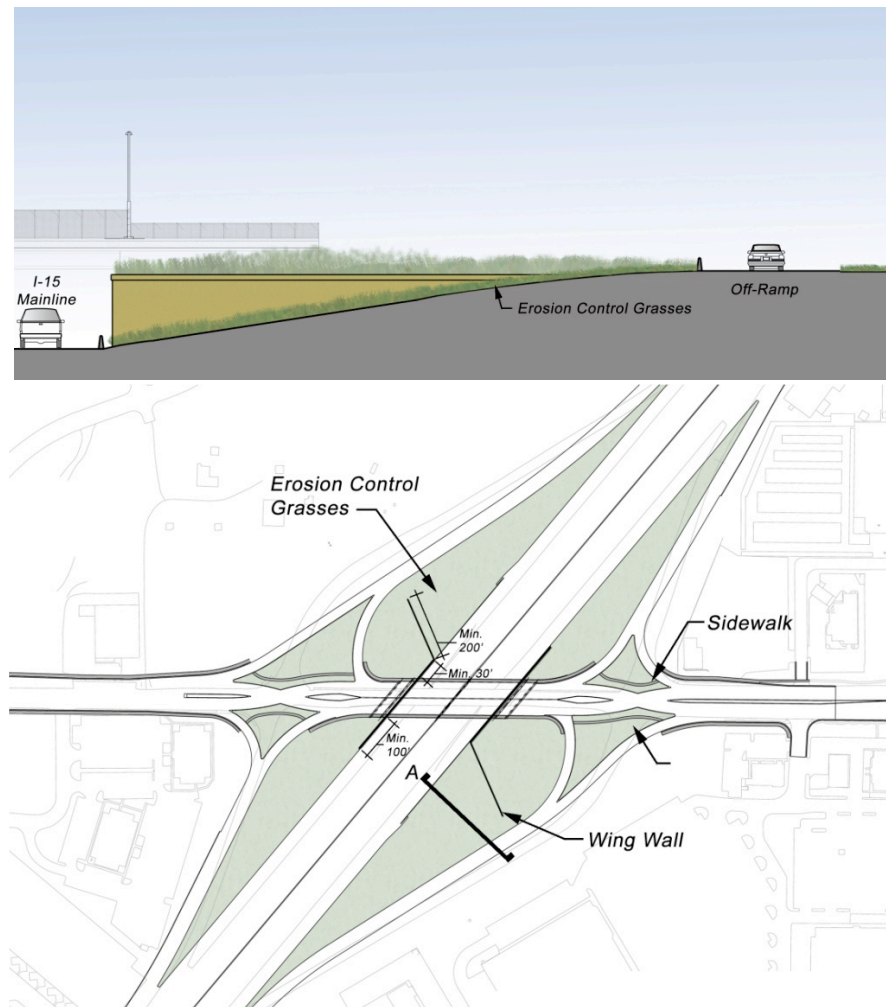 I-15
Mainline
Erosion Control Grasses
Off-Ramp
Erosion Control
Grasses
Min.
200'
Min. 30'
Sidewalk
Min.
100'
A
Wing Wall